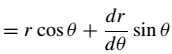 = r cos θ + dr/dθ sin θ